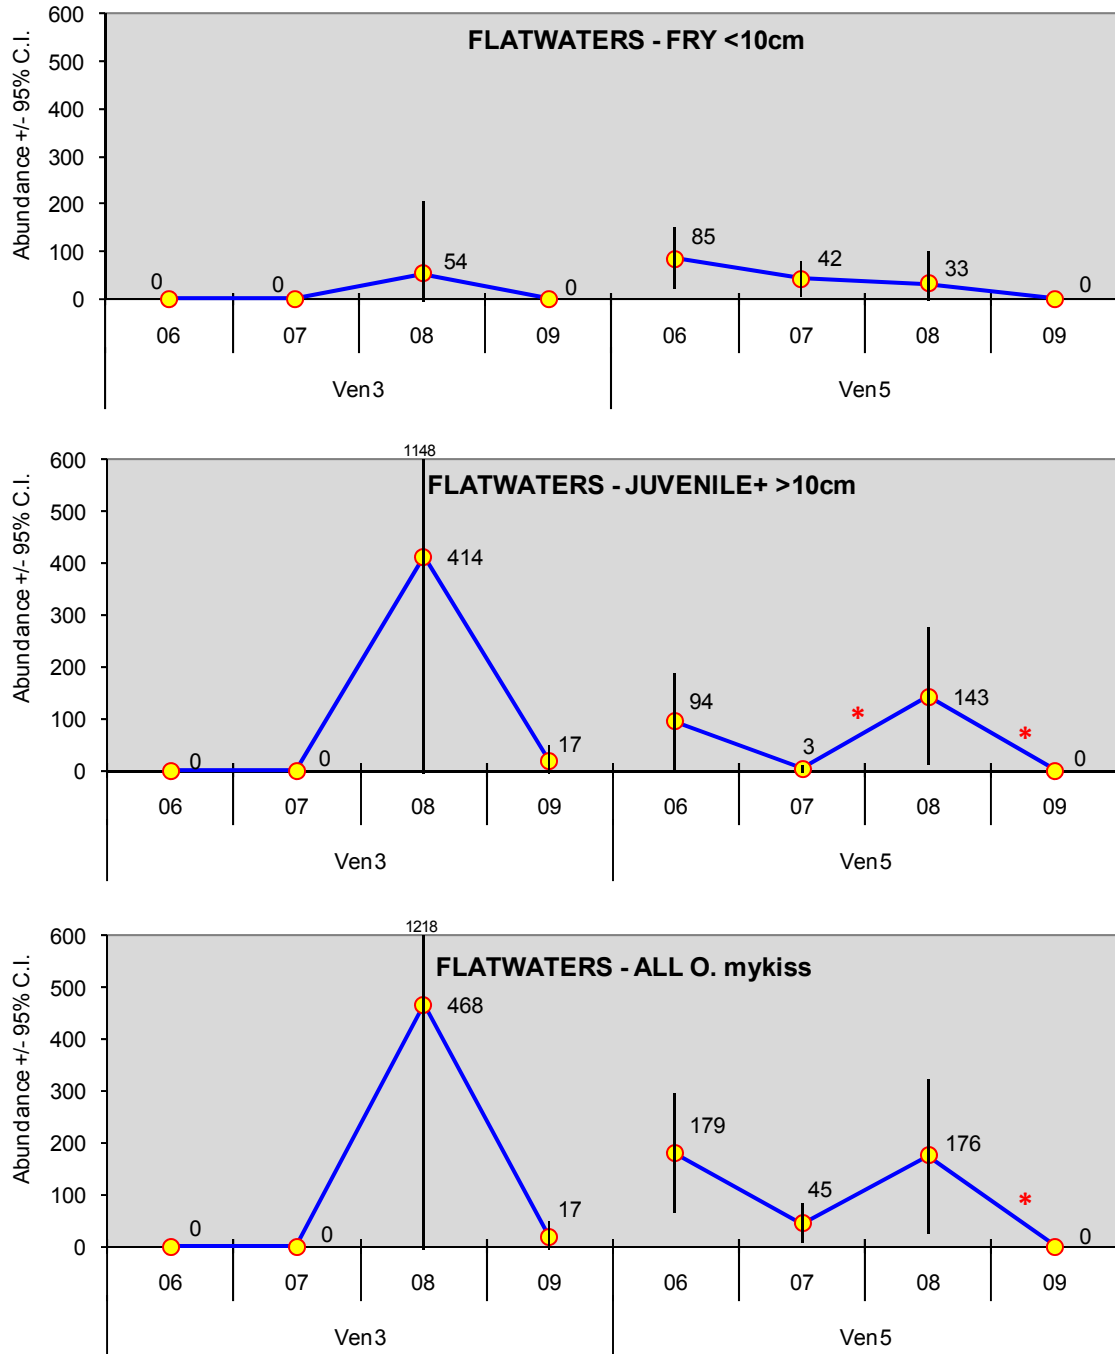 FLATWATERS - FRY <10cm
Abundance +/- 95% C.I.
600
500
400
300
200
100
0
0 0 54 0 85 42 33 0
06 07 08 09 06 07 08 09
Ven3 Ven5
1148
FLATWATERS - JUVENILE+ >10cm
Abundance +/- 95% C.I.
600
500
400
300
200
100
0
0 0 414 17 94 3 * 143 * 0
06 07 08 09 06 07 08 09
Ven3 Ven5
1218
FLATWATERS - ALL O. mykiss
Abundance +/- 95% C.I.
600
500
400
300
200
100
0
0 0 468 17 179 45 176 * 0
06 07 08 09 06 07 08 09
Ven3 Ven5